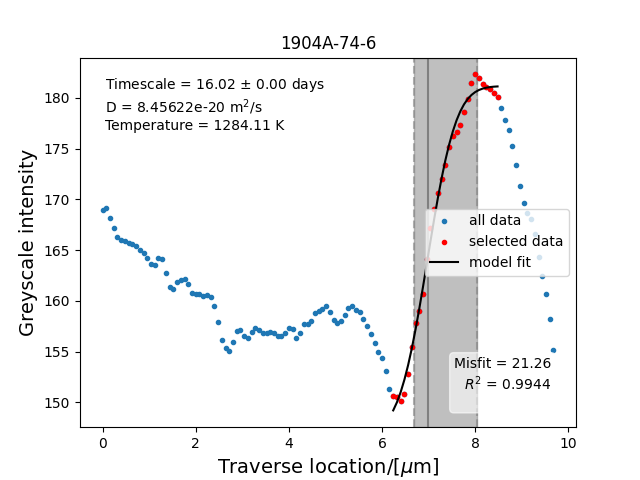 1904A-74-6
Timescale = 16.02 ± 0.00 days
D = 8.45622e-20 m²/s
Temperature = 1284.11 K
Greyscale intensity
180
175
170
165
160
155
150
all data
selected data
model fit
Misfit = 21.26
R² = 0.9944
0 2 4 6 8 10
Traverse location/[μm]